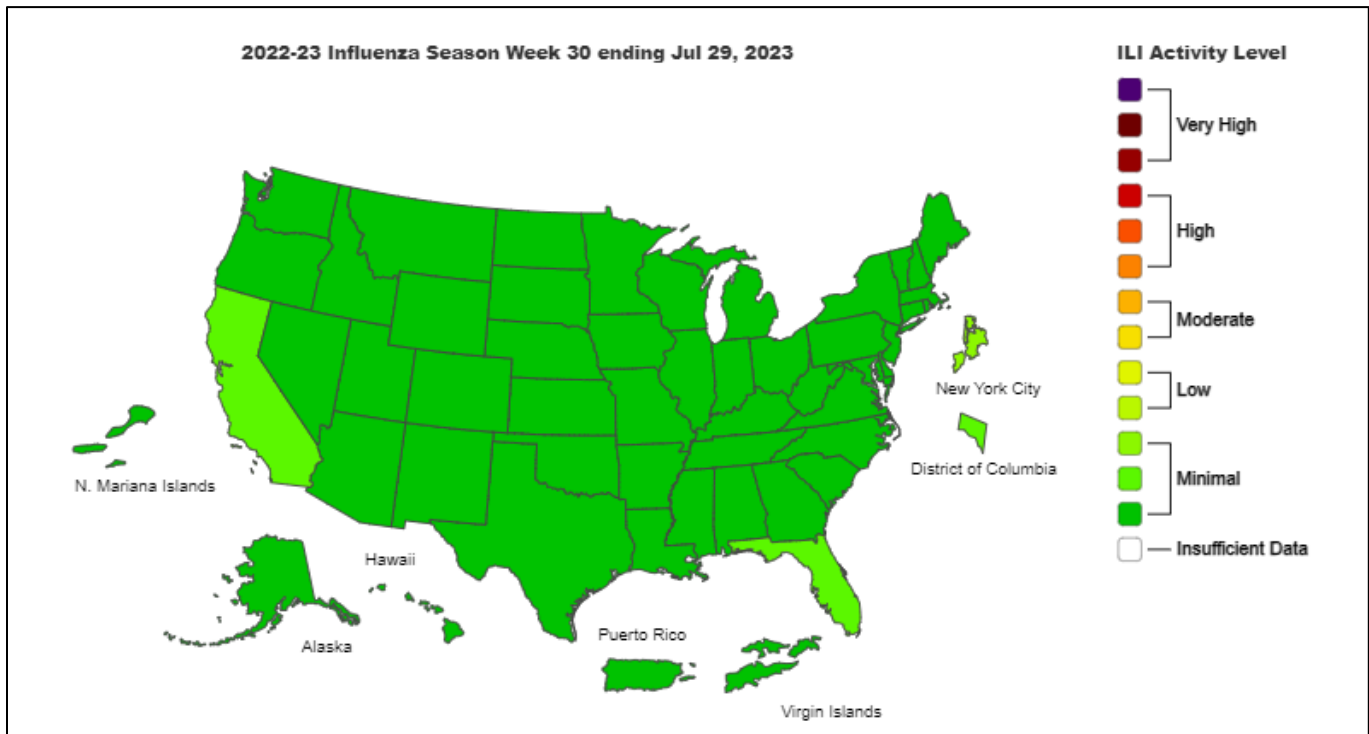 2022-23 Influenza Season Week 30 ending Jul 29, 2023
ILI Activity Level
Very High
High
Moderate
Low
Minimal
Insufficient Data
New York City
District of Columbia
N. Mariana Islands
Hawaii
Alaska
Puerto Rico
Virgin Islands